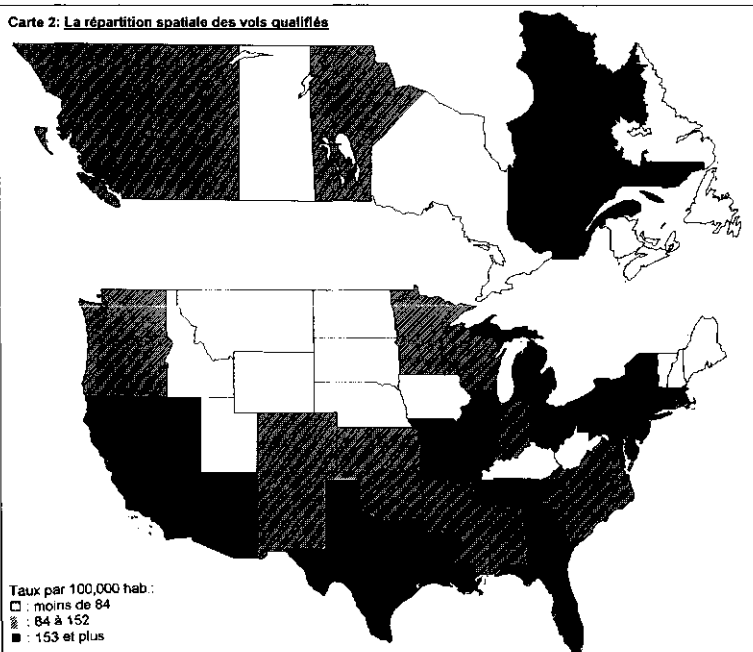 Carte 2: La répartition spatiale des vols qualifiés
Taux par 100,000 hab.:
: moins de 84
: 84 à 152
: 153 et plus